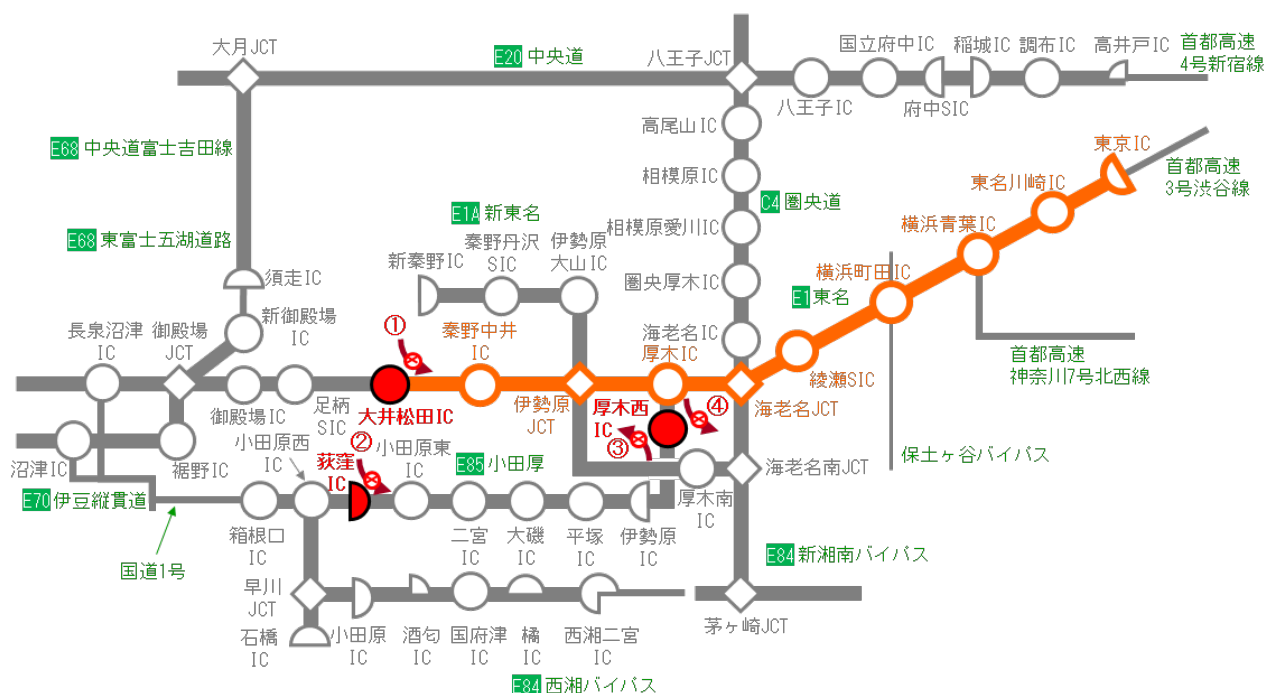 大月JCT
E20 中央道
八王子JCT
国立府中IC
稲城IC
調布IC
高井戸IC
首都高速
4号新宿線
八王子IC
府中SIC
高尾山IC
E68 中央道富士吉田線
東京IC
首都高速
3号渋谷線
相模原IC
東名川崎IC
C4 圏央道
E1A 新東名
相模原愛川IC
横浜青葉IC
E68 東富士五湖道路
秦野丹沢
SIC
伊勢原
大山IC
新秦野IC
横浜町田IC
須走IC
圏央厚木IC
E1 東名
新御殿場
IC
長泉沼津
IC
御殿場
JCT
①
秦野中井
IC
海老名IC
厚木IC
首都高速
神奈川7号北西線
綾瀬SIC
御殿場IC
足柄
SIC
大井松田IC
伊勢原
JCT
厚木西
IC
④
海老名JCT
小田原西
IC
②
小田原東
IC
③
沼津IC
裾野IC
荻窪
IC
E85 小田厚
海老名南JCT
保土ヶ谷バイパス
E70 伊豆縦貫道
厚木南
IC
箱根口
IC
二宮
IC
大磯
IC
平塚
IC
伊勢原
IC
国道1号
E84 新湘南バイパス
早川
JCT
茅ヶ崎JCT
石橋
IC
小田原
IC
酒匂
IC
国府津
IC
橘
IC
西湘二宮
IC
E84 西湘バイパス